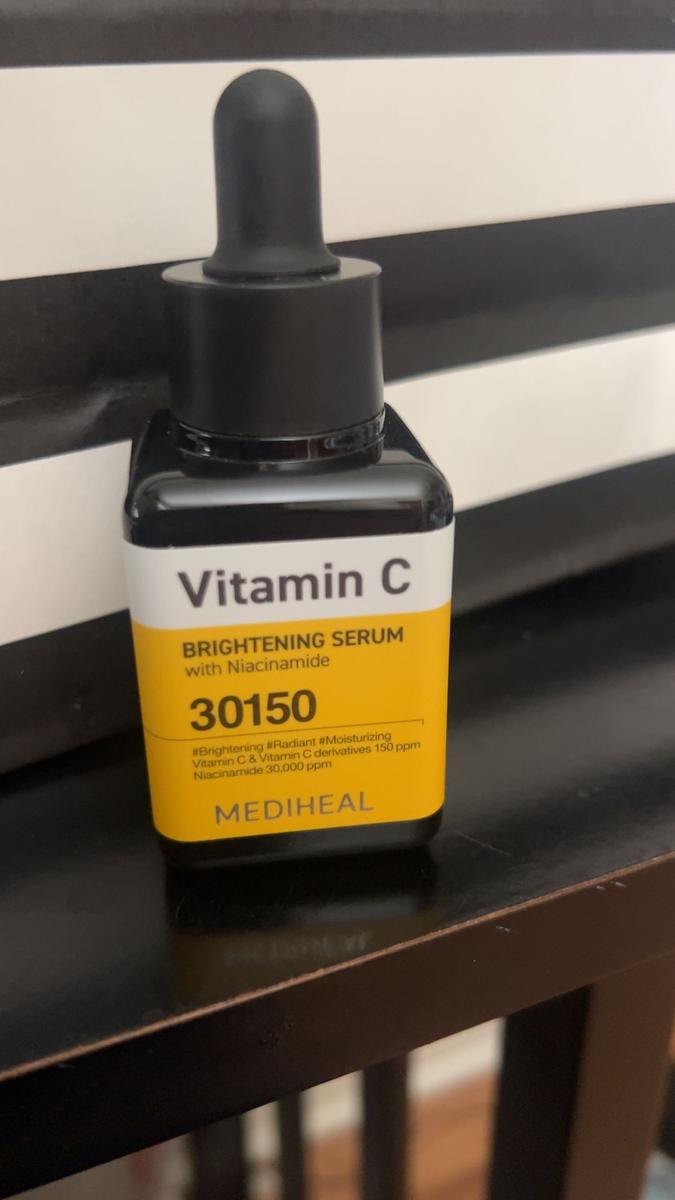 Vitamin C
BRIGHTENING SERUM
with Niacinamide
30150
#Brightening #Radiant #Moisturizing
Vitamin C & Vitamin C derivatives 150 ppm
Niacinamide 30,000 ppm
MEDIHEAL